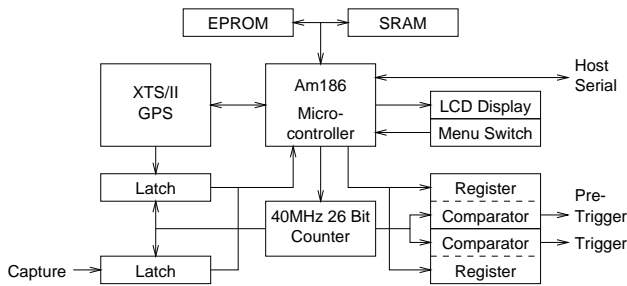 EPROM
SRAM
XTS/II
GPS
Am186
Micro-
controller
Host
Serial
LCD Display
Menu Switch
Latch
40MHz 26 Bit
Counter
Register
Comparator
Comparator
Register
Pre-
Trigger
Trigger
Capture
Latch